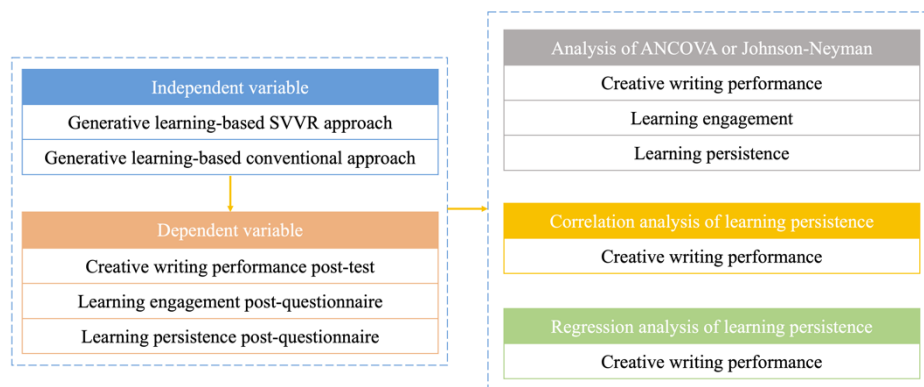 Independent variable
Generative learning-based SVVR approach
Generative learning-based conventional approach
Dependent variable
Creative writing performance post-test
Learning engagement post-questionnaire
Learning persistence post-questionnaire
Analysis of ANCOVA or Johnson-Neyman
Creative writing performance
Learning engagement
Learning persistence
Correlation analysis of learning persistence
Creative writing performance
Regression analysis of learning persistence
Creative writing performance